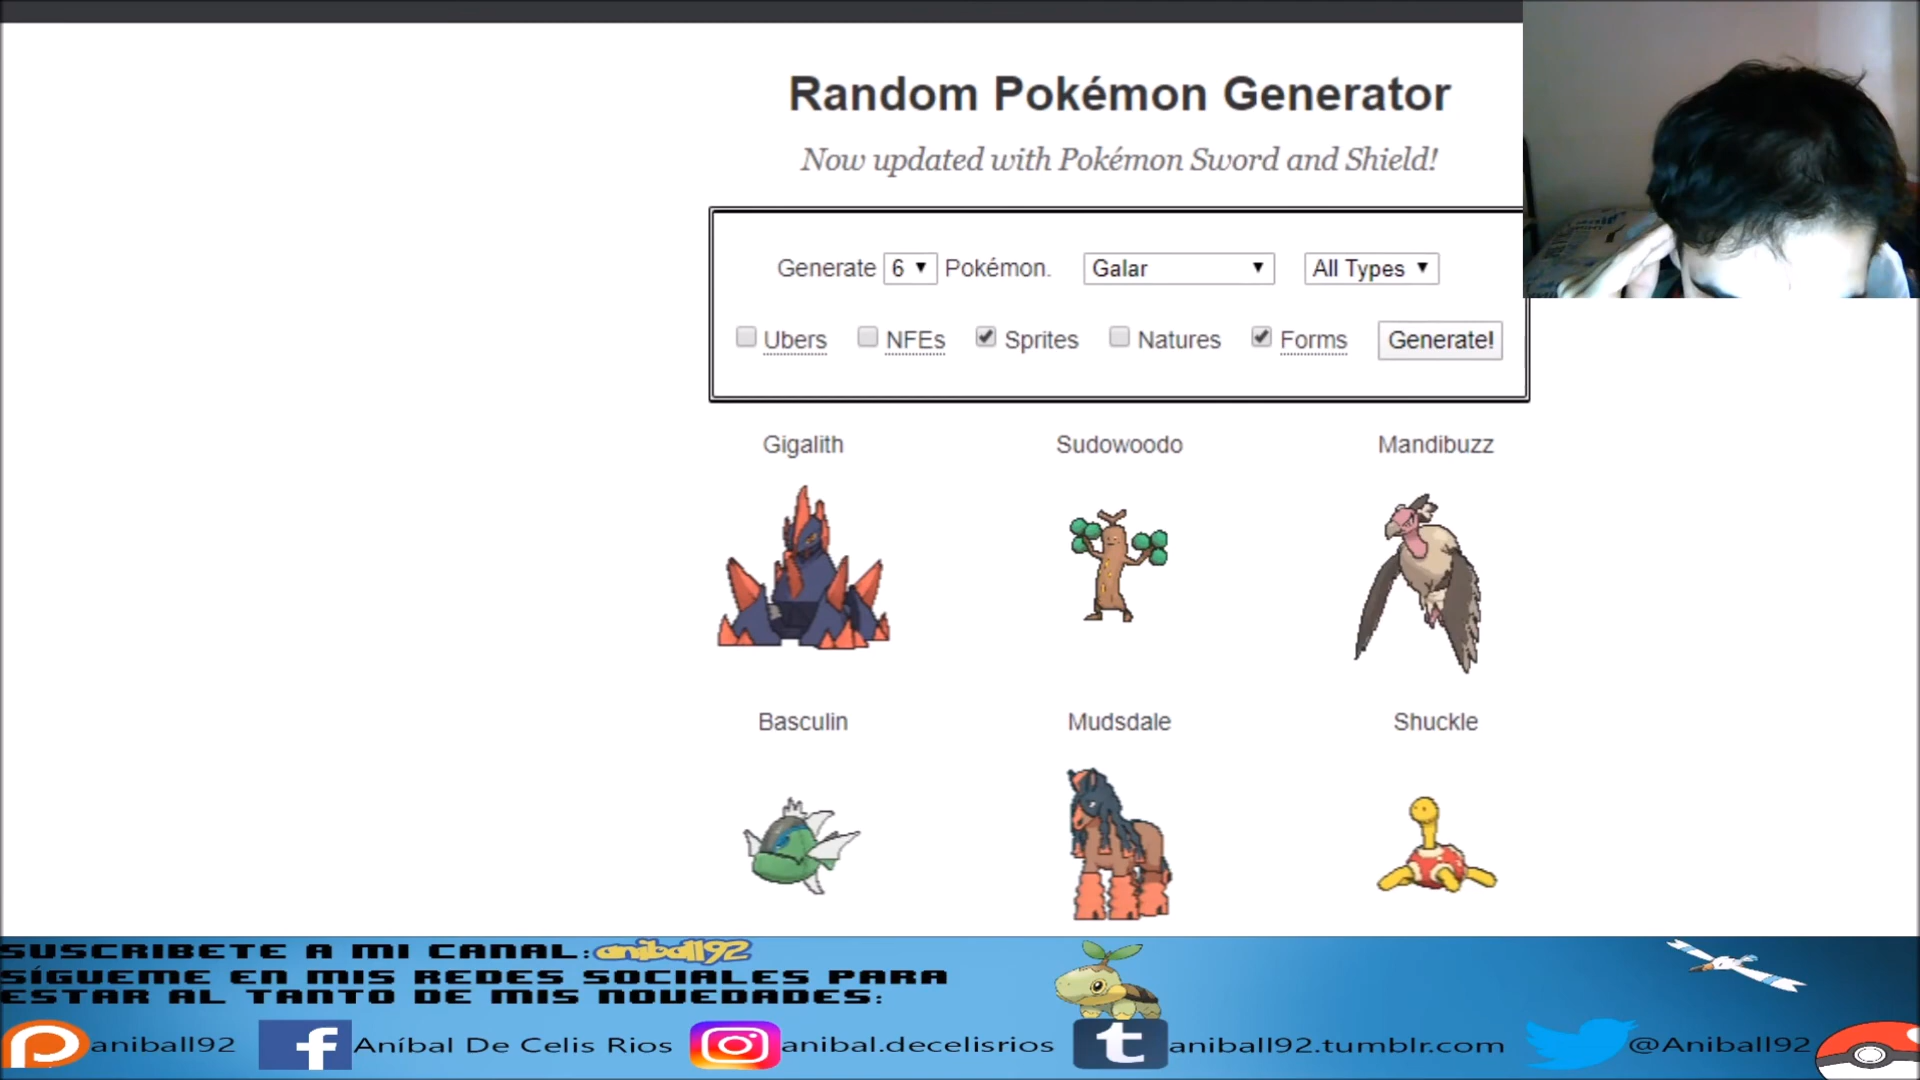 Random Pokémon Generator
Now updated with Pokémon Sword and Shield!
Generate 6 Pokémon. Galar All Types
Ubers NFEs Sprites Natures Forms Generate!
Gigalith Sudowoodo Mandibuzz
Basculin Mudsdale Shuckle
SUSCRIBETE A MI CANAL: aniball92
SÍGUEME EN MIS REDES SOCIALES PARA
ESTAR AL TANTO DE MIS NOVEDADES:
aniball92 f Aníbal De Celis Rios anibal.decelisrios t aniball92.tumblr.com @Aniball92